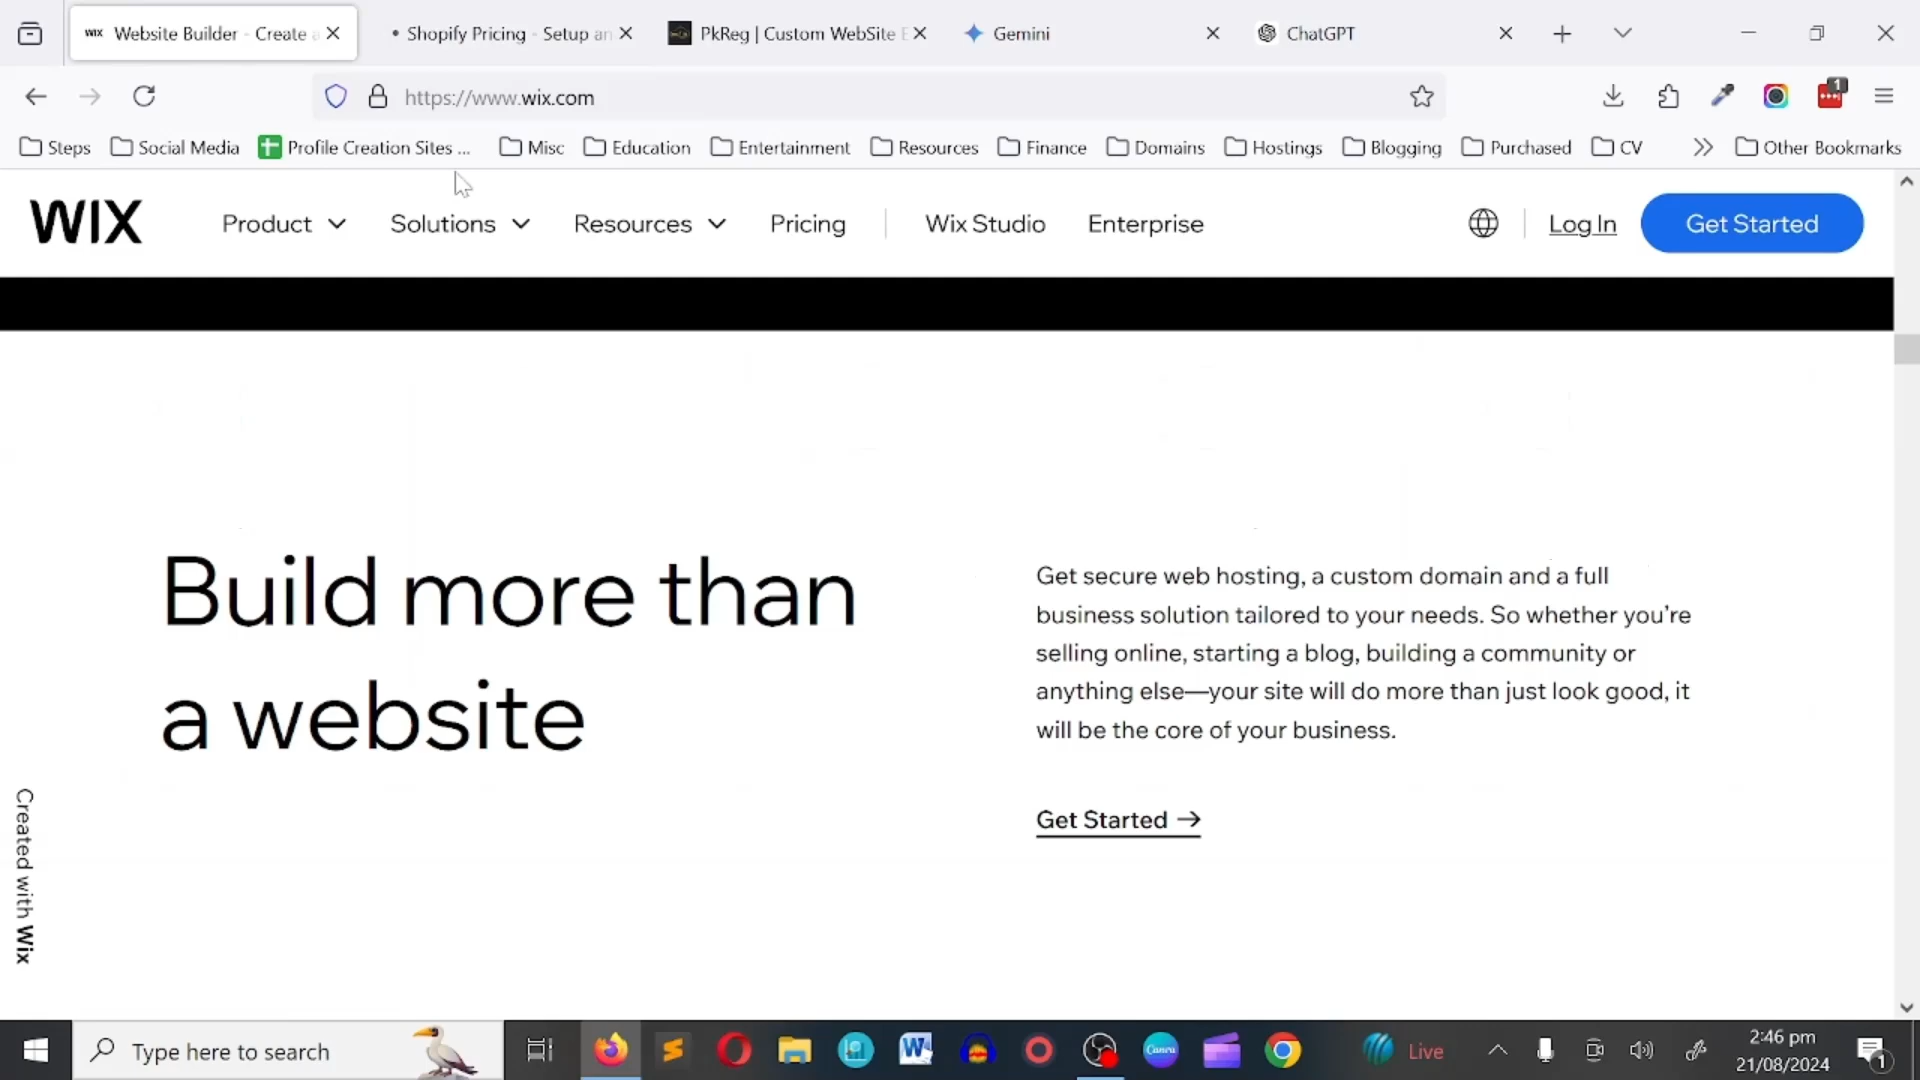 WIX Website Builder - Create a
Shopify Pricing - Setup an
PkReg | Custom WebSite E
Gemini
ChatGPT
https://www.wix.com
1
Steps
Social Media
Profile Creation Sites ...
Misc
Education
Entertainment
Resources
Finance
Domains
Hostings
Blogging
Purchased
CV
Other Bookmarks
WIX
Product
Solutions
Resources
Pricing
Wix Studio
Enterprise
Log In
Get Started
Build more than
a website
Get secure web hosting, a custom domain and a full
business solution tailored to your needs. So whether you're
selling online, starting a blog, building a community or
anything else—your site will do more than just look good, it
will be the core of your business.
Get Started →
Created with Wix
Type here to search
Canva
Live
2:46 pm
21/08/2024
1